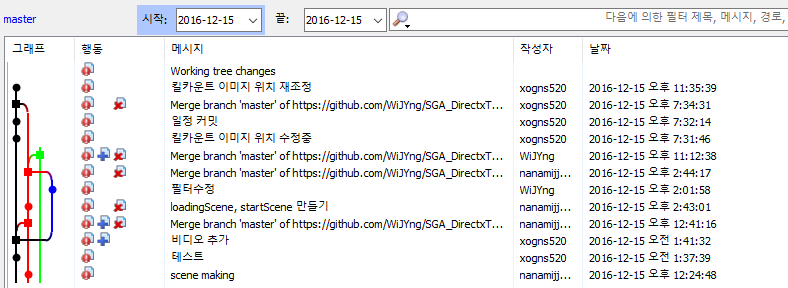 master 시작: 2016-12-15 끝: 2016-12-15 다음에 의한 필터 제목, 메시지, 경로,
그래프 행동 메시지 작성자 날짜
Working tree changes
킬카운트 이미지 위치 재조정 xogns520 2016-12-15 오후 11:35:39
Merge branch 'master' of https://github.com/WiJYng/SGA_DirectxT... xogns520 2016-12-15 오후 7:34:31
일정 커밋 xogns520 2016-12-15 오후 7:32:14
킬카운트 이미지 위치 수정중 xogns520 2016-12-15 오후 7:31:46
Merge branch 'master' of https://github.com/WiJYng/SGA_DirectxT... WiJYng 2016-12-15 오후 11:12:38
Merge branch 'master' of https://github.com/WiJYng/SGA_DirectxT... nanamijj... 2016-12-15 오후 2:44:17
필터수정 WiJYng 2016-12-15 오후 2:01:58
loadingScene, startScene 만들기 nanamijj... 2016-12-15 오후 2:43:01
Merge branch 'master' of https://github.com/WiJYng/SGA_DirectxT... nanamijj... 2016-12-15 오후 12:41:16
비디오 추가 xogns520 2016-12-15 오전 1:41:32
테스트 xogns520 2016-12-15 오전 1:37:39
scene making nanamijj... 2016-12-15 오후 12:24:48